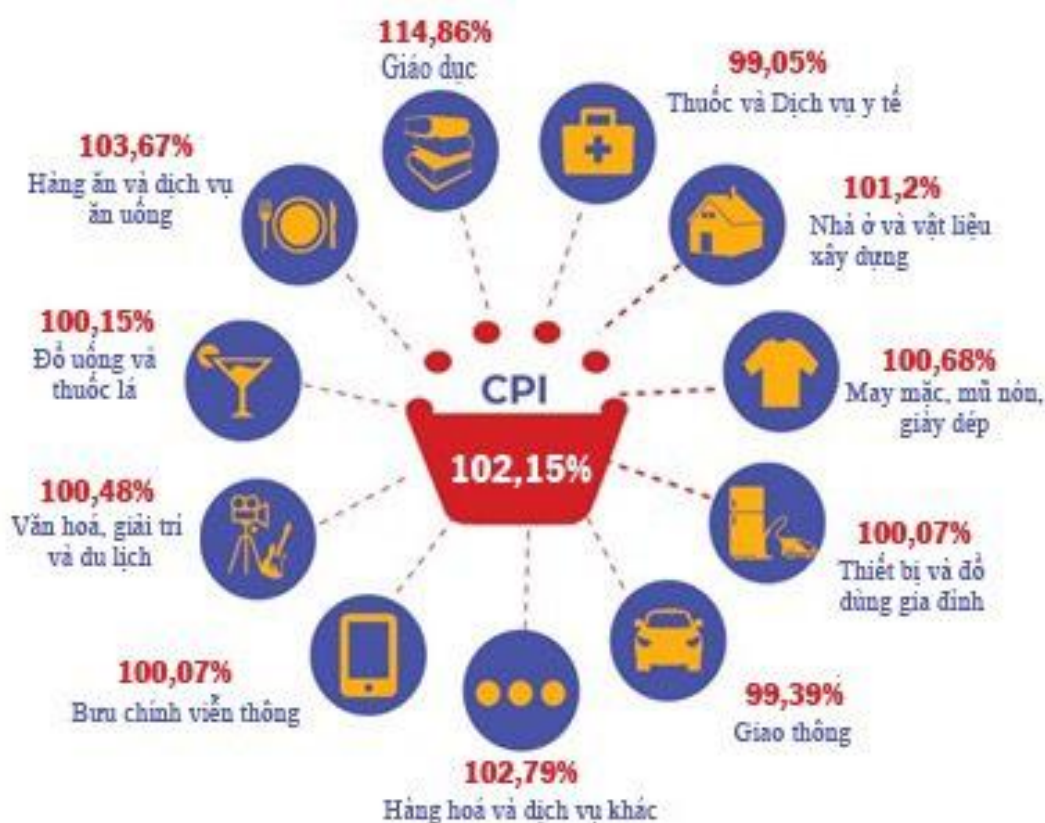 114,86%
Giáo dục
99,05%
Thuốc và Dịch vụ y tế
103,67%
Hàng ăn và dịch vụ
ăn uống
101,2%
Nhà ở và vật liệu
xây dựng
100,15%
Đồ uống và
thuốc lá
100,68%
May mặc, mũ nón,
giày dép
CPI
102,15%
100,48%
Văn hoá, giải trí
và du lịch
100,07%
Thiết bị và đồ
dùng gia đình
100,07%
Bưu chính viễn thông
99,39%
Giao thông
102,79%
Hàng hoá và dịch vụ khác